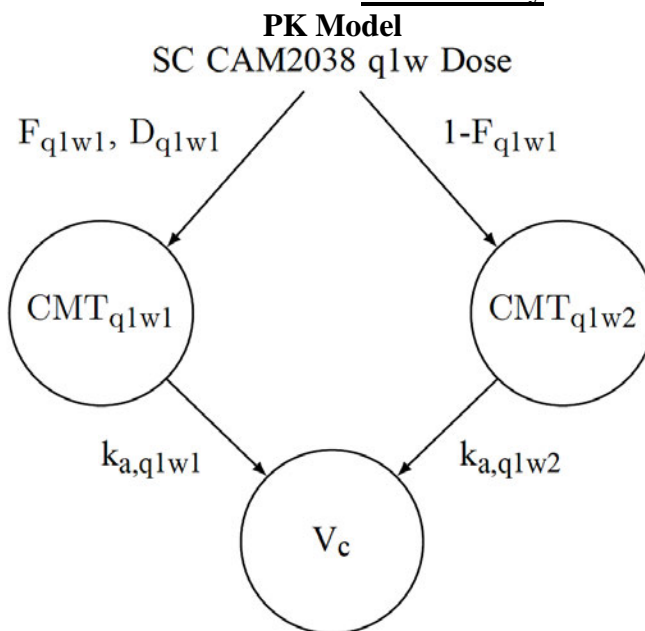 PK Model
SC CAM2038 q1w Dose
F_q1w1, D_q1w1
1-F_q1w1
CMT_q1w1
CMT_q1w2
k_a,q1w1
k_a,q1w2
V_c